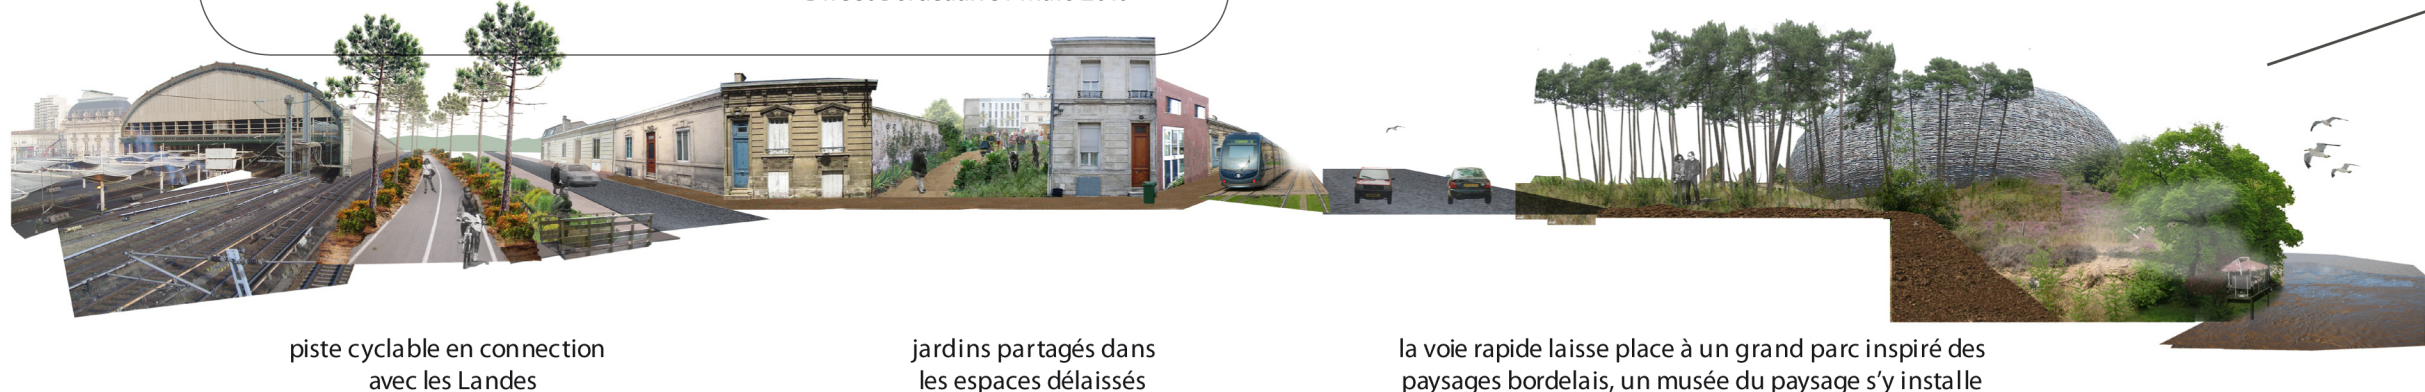 piste cyclable en connection
avec les Landes
jardins partagés dans
les espaces délaissés
la voie rapide laisse place à un grand parc inspiré des
paysages bordelais, un musée du paysage s'y installe